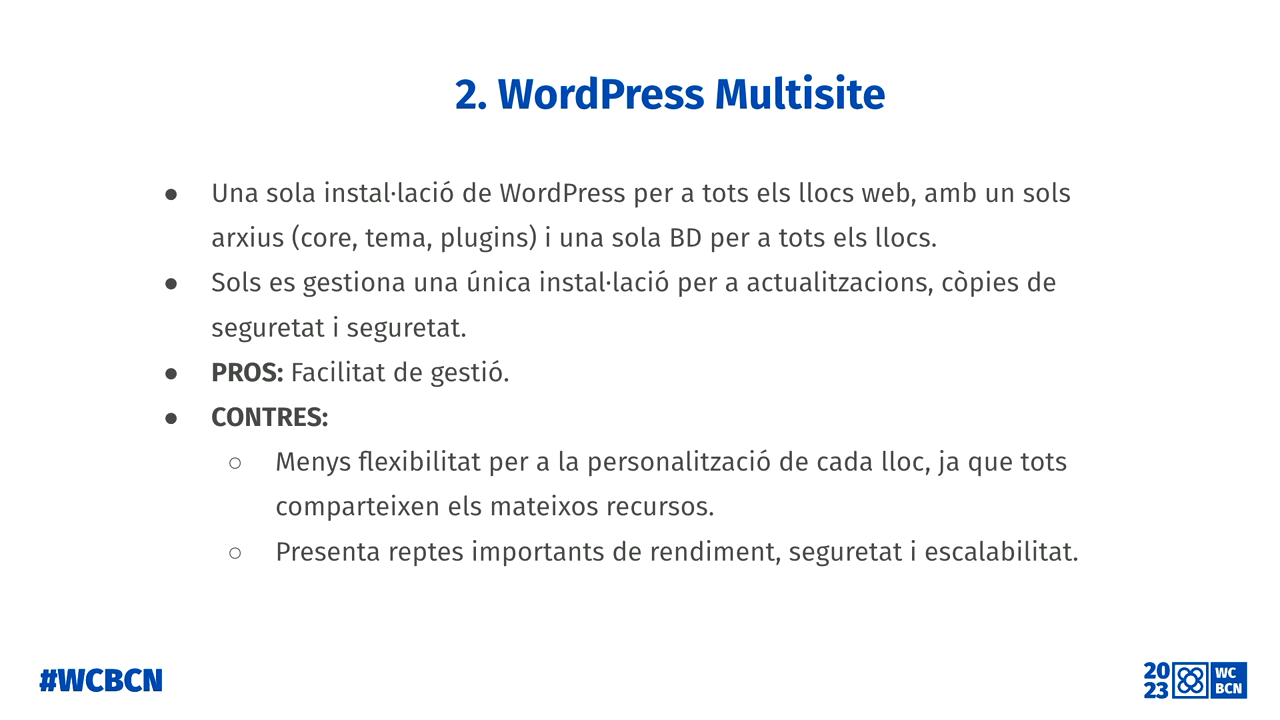 2. WordPress Multisite
● Una sola instal·lació de WordPress per a tots els llocs web, amb un sols
arxius (core, tema, plugins) i una sola BD per a tots els llocs.
● Sols es gestiona una única instal·lació per a actualitzacions, còpies de
seguretat i seguretat.
● PROS: Facilitat de gestió.
● CONTRES:
○ Menys flexibilitat per a la personalització de cada lloc, ja que tots
comparteixen els mateixos recursos.
○ Presenta reptes importants de rendiment, seguretat i escalabilitat.
#WCBCN
20 WC
23 BCN